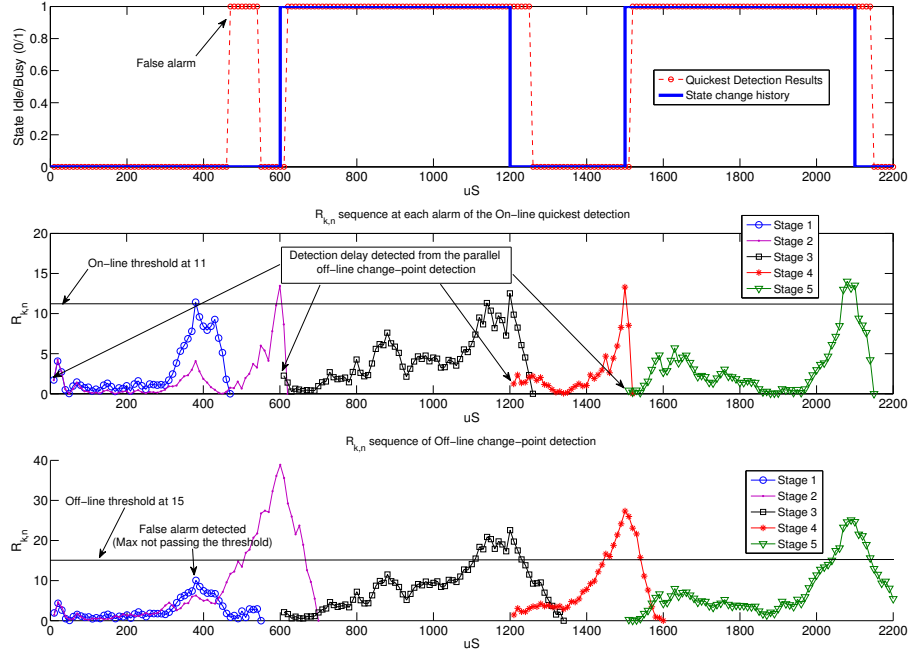 1
0.8
0.6
0.4
0.2
0
State Idle/Busy (0/1)
False alarm
Quickest Detection Results
State change history
0 200 400 600 800 1000 1200 1400 1600 1800 2000 2200
uS
R_{k,n} sequence at each alarm of the On-line quickest detection
20
15
10
5
0
R_{k,n}
On-line threshold at 11
Detection delay detected from the parallel
off-line change-point detection
Stage 1
Stage 2
Stage 3
Stage 4
Stage 5
0 200 400 600 800 1000 1200 1400 1600 1800 2000 2200
uS
R_{k,n} sequence of Off-line change-point detection
40
30
20
10
0
R_{k,n}
Off-line threshold at 15
False alarm detected
(Max not passing the threshold)
Stage 1
Stage 2
Stage 3
Stage 4
Stage 5
0 200 400 600 800 1000 1200 1400 1600 1800 2000 2200
uS